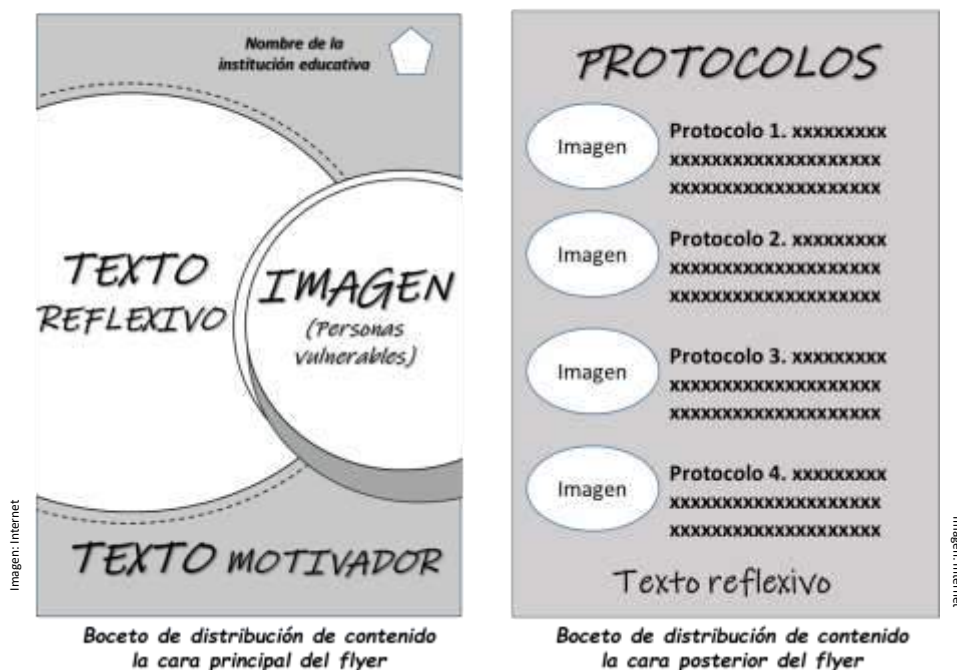 Nombre de la
institución educativa
TEXTO
REFLEXIVO
IMAGEN
(Personas
vulnerables)
TEXTO MOTIVADOR
Imagen: Internet
Boceto de distribución de contenido
la cara principal del flyer
PROTOCOLOS
Imagen
Protocolo 1. xxxxxxxxx
xxxxxxxxxxxxxxxxxxxx
xxxxxxxxxxxxxxxxxxxx
Imagen
Protocolo 2. xxxxxxxxx
xxxxxxxxxxxxxxxxxxxx
xxxxxxxxxxxxxxxxxxxx
Imagen
Protocolo 3. xxxxxxxxx
xxxxxxxxxxxxxxxxxxxx
xxxxxxxxxxxxxxxxxxxx
Imagen
Protocolo 4. xxxxxxxxx
xxxxxxxxxxxxxxxxxxxx
xxxxxxxxxxxxxxxxxxxx
Texto reflexivo
Boceto de distribución de contenido
la cara posterior del flyer